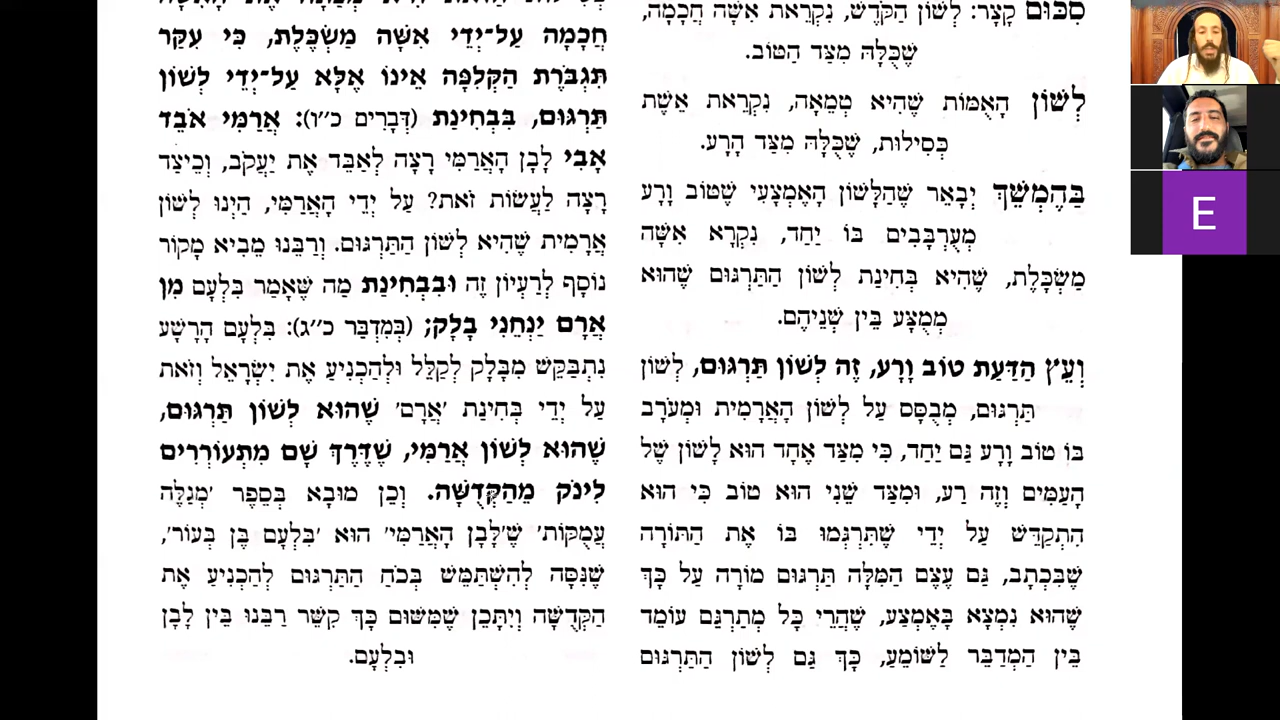 סִכּוּם קָצָר: לְשׁוֹן הַקֹּדֶשׁ, נִקְרֵאת אִשָּׁה חֲכָמָה,
שֶׁכֻּלָּהּ מִצַּד הַטּוֹב.
לְשׁוֹן הָאֻמּוֹת שֶׁהִיא טְמֵאָה, נִקְרֵאת אֵשֶׁת
כְּסִילוּת, שֶׁכֻּלָּהּ מִצַּד הָרָע.
בַּהֶמְשֵׁךְ יְבָאֵר שֶׁהַלָּשׁוֹן הָאֶמְצָעִי שֶׁטּוֹב וָרָע
מְעֻרְבָּבִים בּוֹ יַחַד, נִקְרָא אִשָּׁה
מַשְׂכָּלֶת, שֶׁהִיא בְּחִינַת לְשׁוֹן הַתַּרְגּוּם שֶׁהוּא
מְמֻצָּע בֵּין שְׁנֵיהֶם.
וְעֵץ הַדַּעַת טוֹב וָרָע, זֶה לְשׁוֹן תַּרְגּוּם, לְשׁוֹן
תַּרְגּוּם, מְבֻסָּס עַל לְשׁוֹן הָאֲרָמִית וּמְעֹרָב
בּוֹ טוֹב וָרָע גַּם יַחַד, כִּי מִצַּד אֶחָד הוּא לָשׁוֹן שֶׁל
הָעַמִּים וְזֶה רַע, וּמִצַּד שֵׁנִי הוּא טוֹב כִּי הוּא
הִתְקַדֵּשׁ עַל יְדֵי שֶׁתִּרְגְּמוּ בּוֹ אֶת הַתּוֹרָה
שֶׁבִּכְתָב, גַּם עֶצֶם הַמִּלָּה תַּרְגּוּם מוֹרָה עַל כָּךְ
שֶׁהוּא נִמְצָא בָּאֶמְצַע, שֶׁהֲרֵי כָּל מְתַרְגֵּם עוֹמֵד
בֵּין הַמְדַבֵּר לַשּׁוֹמֵעַ, כָּךְ גַּם לְשׁוֹן הַתַּרְגּוּם
חֲכָמָה עַל־יְדֵי אִשָּׁה מַשְׂכֶּלֶת, כִּי עִקַּר
תִּגְבֹּרֶת הַקְּלִפָּה אֵינוֹ אֶלָּא עַל־יְדֵי לְשׁוֹן
תַּרְגּוּם, בִּבְחִינַת (דְּבָרִים כ״ו): אֲרַמִּי אֹבֵד
אָבִי לָבָן הָאֲרַמִּי רָצָה לְאַבֵּד אֶת יַעֲקֹב, וְכֵיצַד
רָצָה לַעֲשׂוֹת זֹאת? עַל יְדֵי הָאֲרַמִּי, הַיְנוּ לְשׁוֹן
אֲרָמִית שֶׁהִיא לְשׁוֹן הַתַּרְגּוּם. וְרַבֵּנוּ מֵבִיא מָקוֹר
נוֹסָף לְרַעְיוֹן זֶה וּבִבְחִינַת מַה שֶּׁאָמַר בִּלְעָם מִן
אֲרָם יַנְחֵנִי בָלָק; (בְּמִדְבַּר כ״ג): בִּלְעָם הָרָשָׁע
נִתְבַּקֵּשׁ מִבָּלָק לְקַלֵּל וּלְהַכְנִיעַ אֶת יִשְׂרָאֵל וְזֹאת
עַל יְדֵי בְּחִינַת 'אֲרָם' שֶׁהוּא לְשׁוֹן תַּרְגּוּם,
שֶׁהוּא לְשׁוֹן אֲרַמִּי, שֶׁדֶּרֶךְ שָׁם מִתְעוֹרְרִים
לִינֹק מֵהַקְּדֻשָּׁה. וְכֵן מוּבָא בְּסֵפֶר 'מְגַלֶּה
עֲמֻקּוֹת' שֶׁ'לָּבָן הָאֲרַמִּי' הוּא 'בִּלְעָם בֶּן בְּעוֹר',
שֶׁנִּסָּה לְהִשְׁתַּמֵּשׁ בְּכֹחַ הַתַּרְגּוּם לְהַכְנִיעַ אֶת
הַקְּדֻשָּׁה וְיִתָּכֵן שֶׁמִּשּׁוּם כָּךְ קִשֵּׁר רַבֵּנוּ בֵּין לָבָן
וּבִלְעָם.
E